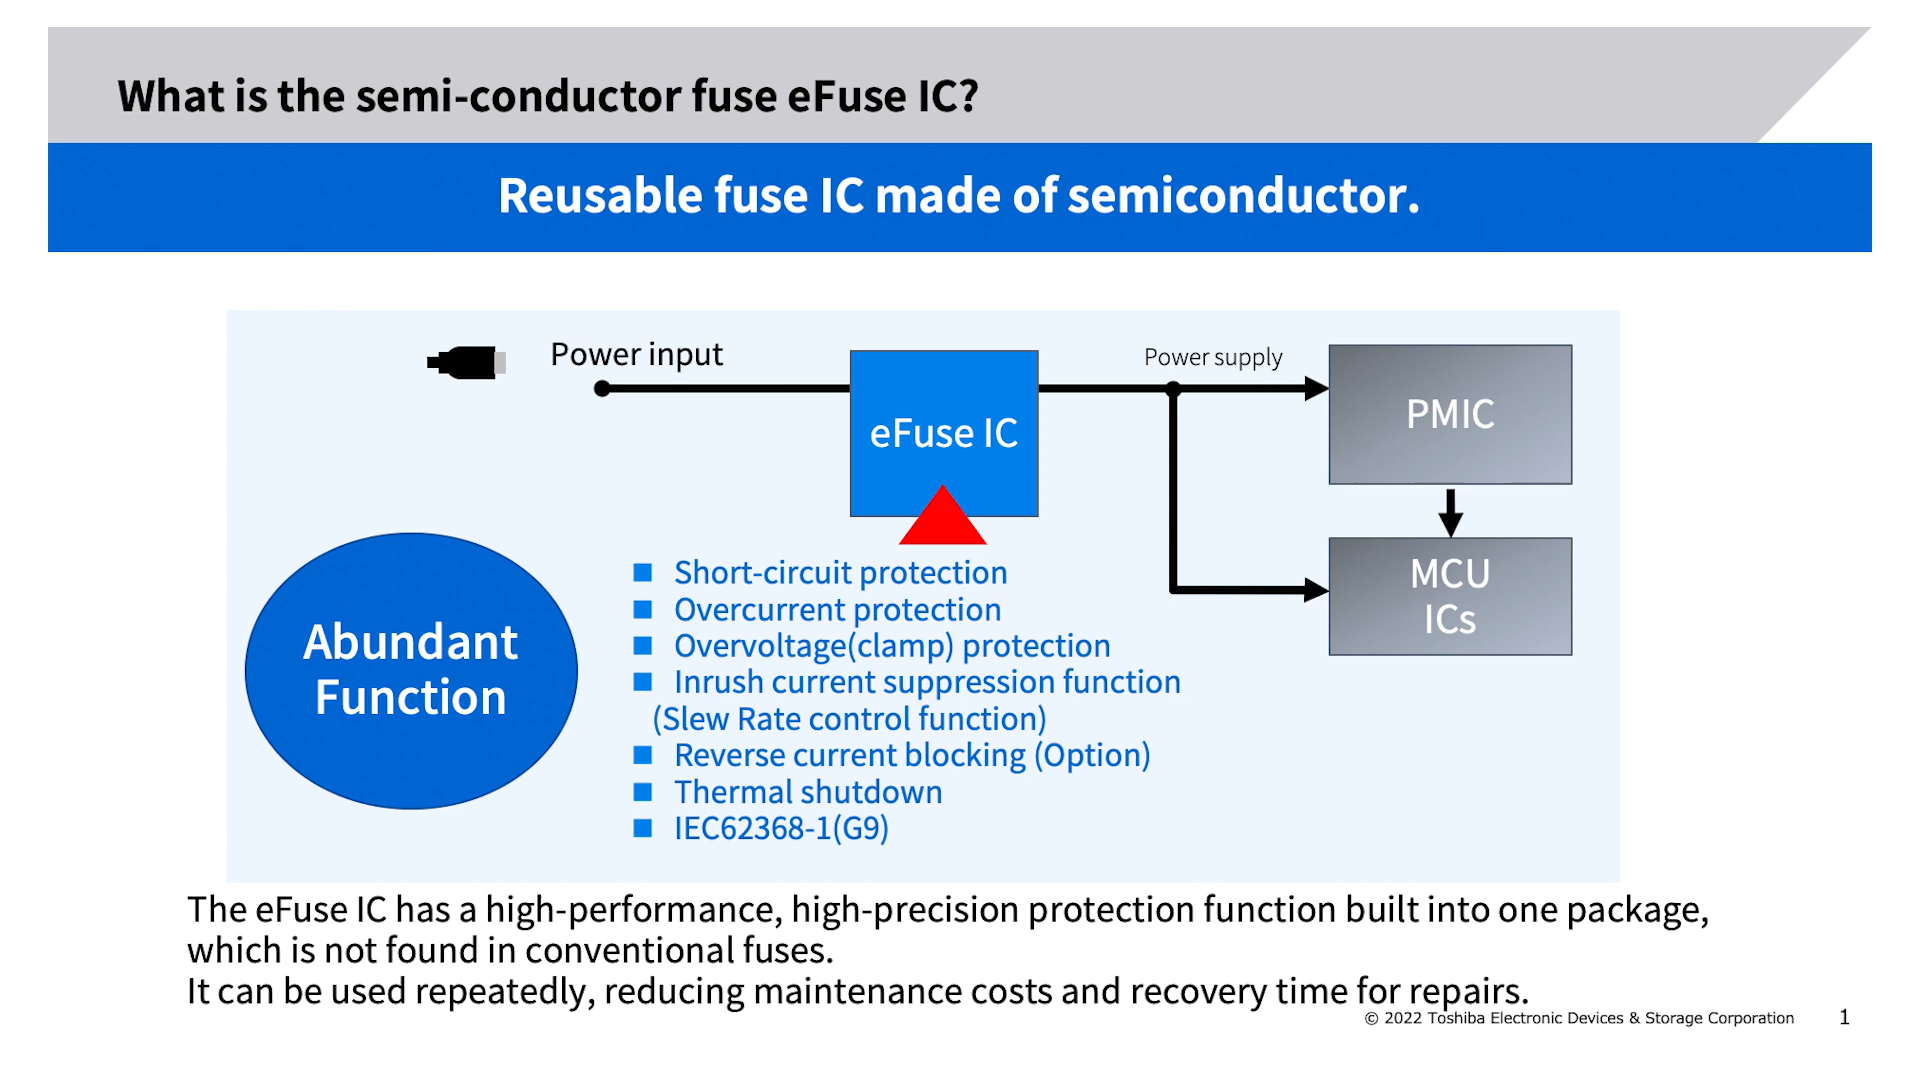 What is the semi-conductor fuse eFuse IC?
Reusable fuse IC made of semiconductor.
Power input
eFuse IC
Power supply
PMIC
MCU
ICs
Abundant
Function
■ Short-circuit protection
■ Overcurrent protection
■ Overvoltage(clamp) protection
■ Inrush current suppression function
(Slew Rate control function)
■ Reverse current blocking (Option)
■ Thermal shutdown
■ IEC62368-1(G9)
The eFuse IC has a high-performance, high-precision protection function built into one package,
which is not found in conventional fuses.
It can be used repeatedly, reducing maintenance costs and recovery time for repairs.
© 2022 Toshiba Electronic Devices & Storage Corporation
1